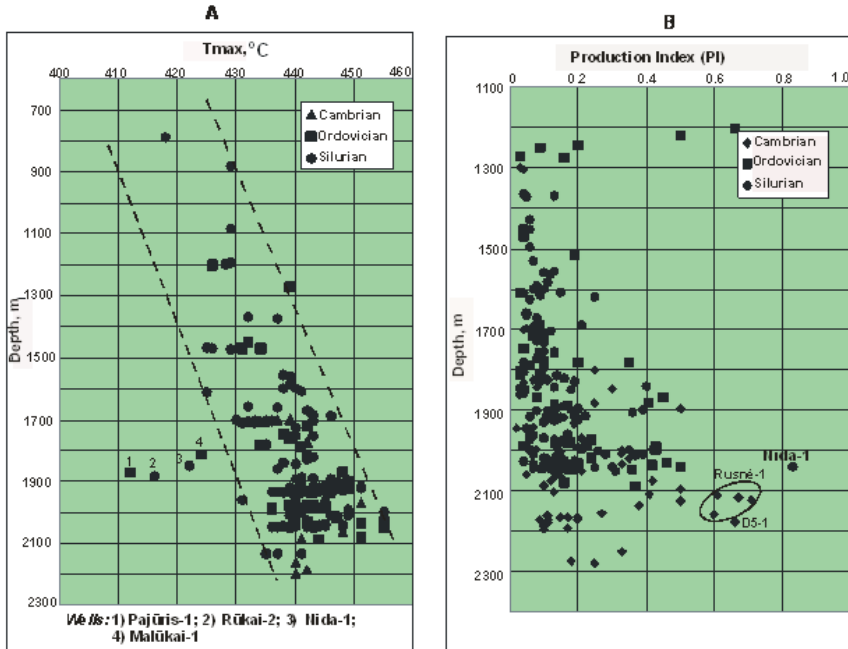 A
Tmax, °C
400 410 420 430 440 450 460
700
900
1100
1300
1500
1700
1900
2100
2300
Depth, m
Cambrian
Ordovician
Silurian
1
2
3
4
Wells: 1) Pajūris-1; 2) Rūkai-2; 3) Nida-1;
4) Malūkai-1
B
Production Index (PI)
0 0.2 0.4 0.6 0.8 1.0
1100
1300
1500
1700
1900
2100
2300
Depth, m
Cambrian
Ordovician
Silurian
Nida-1
Rusnė-1
D5-1